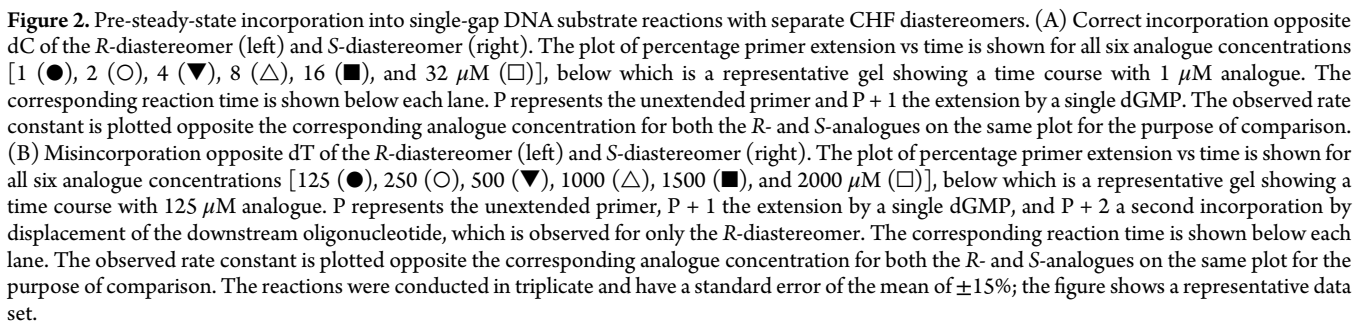 Figure 2. Pre-steady-state incorporation into single-gap DNA substrate reactions with separate CHF diastereomers. (A) Correct incorporation opposite
dC of the R-diastereomer (left) and S-diastereomer (right). The plot of percentage primer extension vs time is shown for all six analogue concentrations
[1 (●), 2 (○), 4 (▼), 8 (△), 16 (■), and 32 μM (□)], below which is a representative gel showing a time course with 1 μM analogue. The
corresponding reaction time is shown below each lane. P represents the unextended primer and P + 1 the extension by a single dGMP. The observed rate
constant is plotted opposite the corresponding analogue concentration for both the R- and S-analogues on the same plot for the purpose of comparison.
(B) Misincorporation opposite dT of the R-diastereomer (left) and S-diastereomer (right). The plot of percentage primer extension vs time is shown for
all six analogue concentrations [125 (●), 250 (○), 500 (▼), 1000 (△), 1500 (■), and 2000 μM (□)], below which is a representative gel showing a
time course with 125 μM analogue. P represents the unextended primer, P + 1 the extension by a single dGMP, and P + 2 a second incorporation by
displacement of the downstream oligonucleotide, which is observed for only the R-diastereomer. The corresponding reaction time is shown below each
lane. The observed rate constant is plotted opposite the corresponding analogue concentration for both the R- and S-analogues on the same plot for the
purpose of comparison. The reactions were conducted in triplicate and have a standard error of the mean of ±15%; the figure shows a representative data
set.